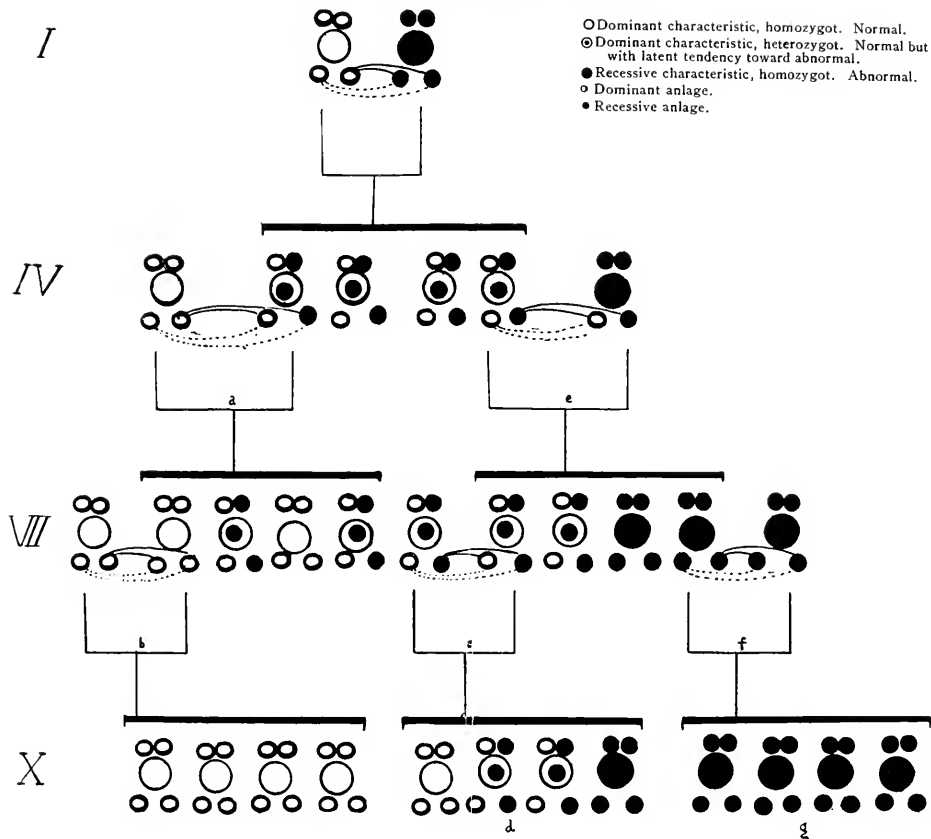 I
Dominant characteristic, homozygot. Normal.
Dominant characteristic, heterozygot. Normal but
with latent tendency toward abnormal.
Recessive characteristic, homozygot. Abnormal.
Dominant anlage.
Recessive anlage.
IV
a
e
VIII
b
c
f
X
d
g